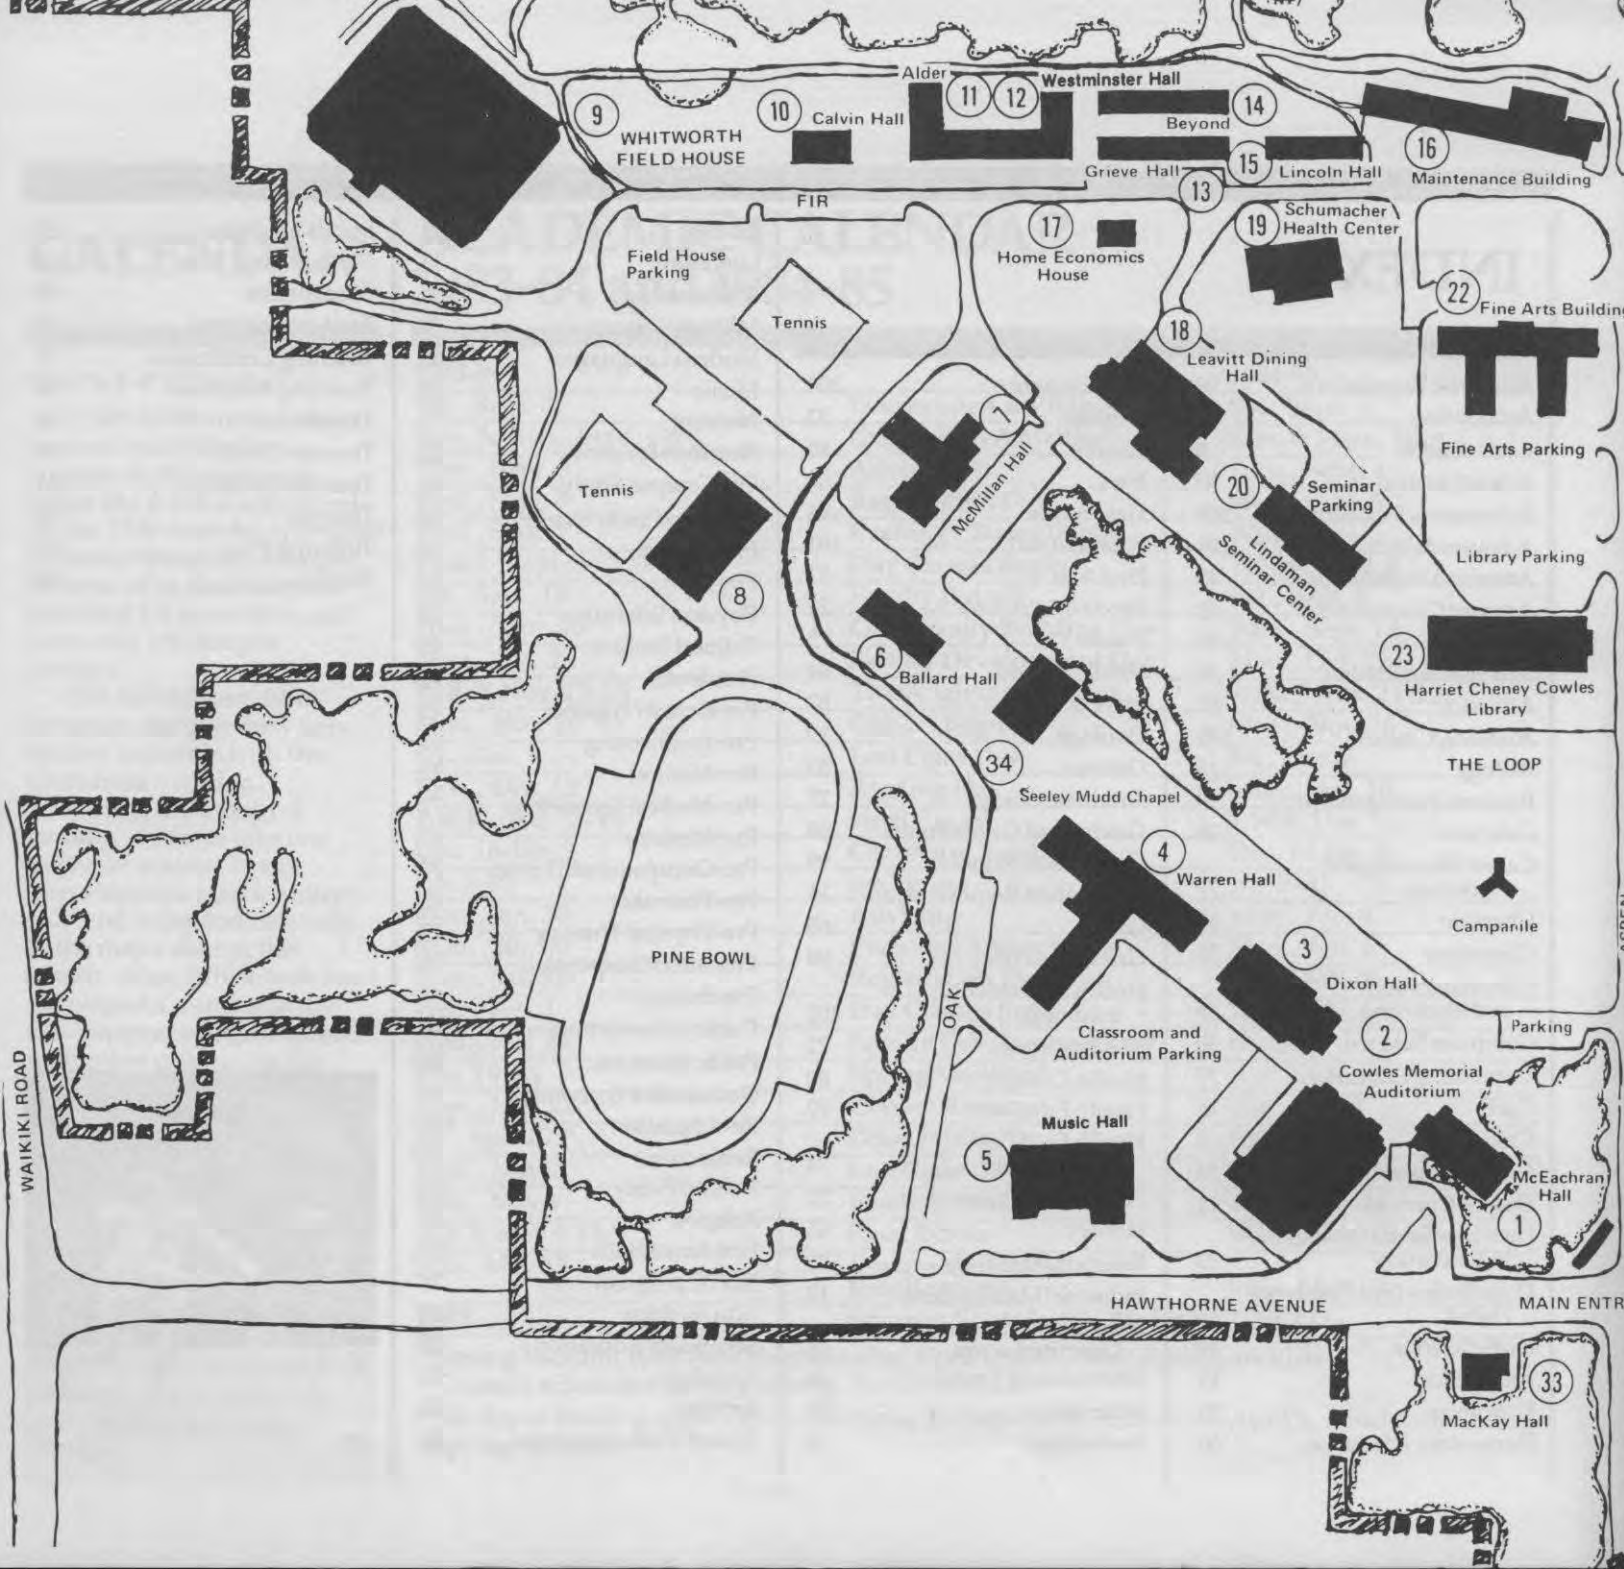 Alder
11
12
Westminster Hall
9
WHITWORTH
FIELD HOUSE
10
Calvin Hall
14
Beyond
Grieve Hall
15
Lincoln Hall
13
16
Maintenance Building
FIR
Field House
Parking
Tennis
17
Home Economics
House
19
Schumacher
Health Center
22
Fine Arts Building
18
Leavitt Dining
Hall
7
McMillan Hall
Fine Arts Parking
Tennis
8
20
Seminar
Parking
Lindaman
Seminar Center
Library Parking
6
Ballard Hall
23
Harriet Cheney Cowles
Library
34
Seeley Mudd Chapel
THE LOOP
4
Warren Hall
Campanile
3
Dixon Hall
PINE BOWL
OAK
Classroom and
Auditorium Parking
2
Cowles Memorial
Auditorium
Parking
WAIKIKI ROAD
Music Hall
5
McEachran
Hall
1
HAWTHORNE AVENUE
MAIN ENTR
33
MacKay Hall